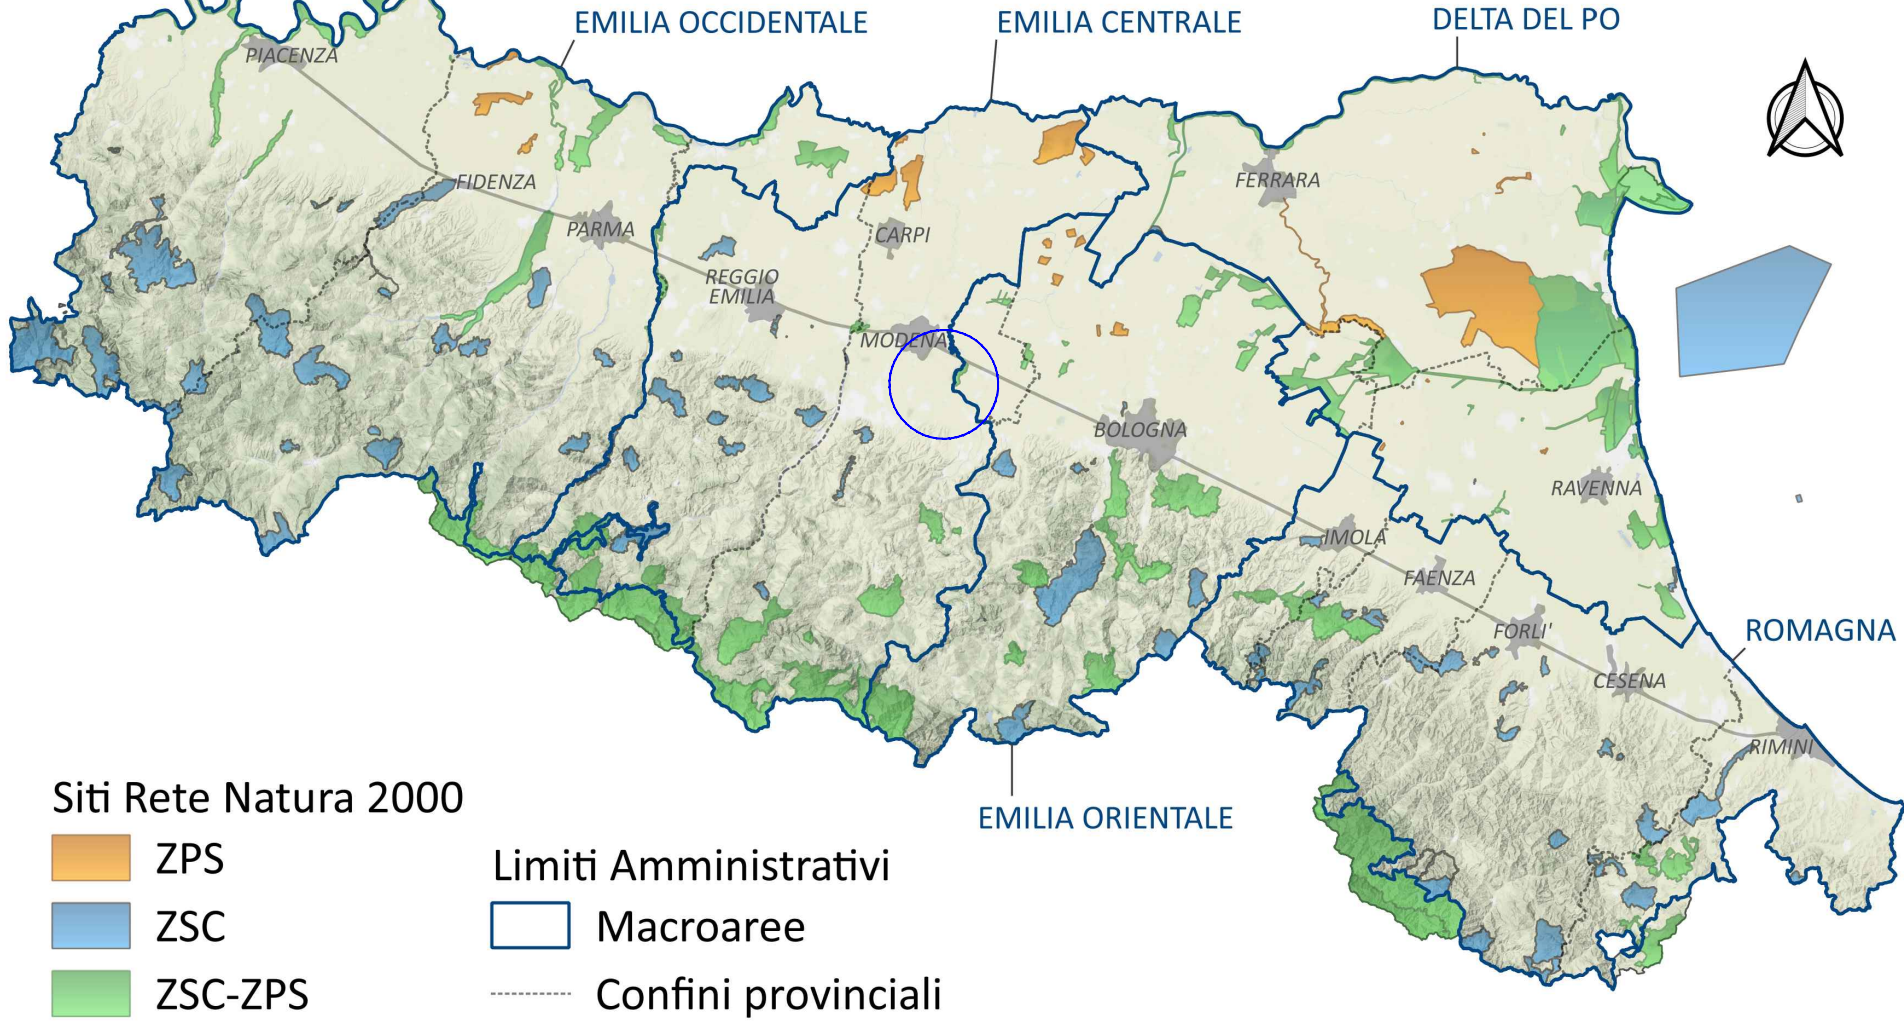 EMILIA OCCIDENTALE
EMILIA CENTRALE
DELTA DEL PO
PIACENZA
FIDENZA
PARMA
REGGIO
EMILIA
CARPI
MODENA
FERRARA
BOLOGNA
RAVENNA
IMOLA
FAENZA
FORLI'
CESENA
RIMINI
ROMAGNA
EMILIA ORIENTALE
Siti Rete Natura 2000
ZPS
ZSC
ZSC-ZPS
Limiti Amministrativi
Macroaree
Confini provinciali